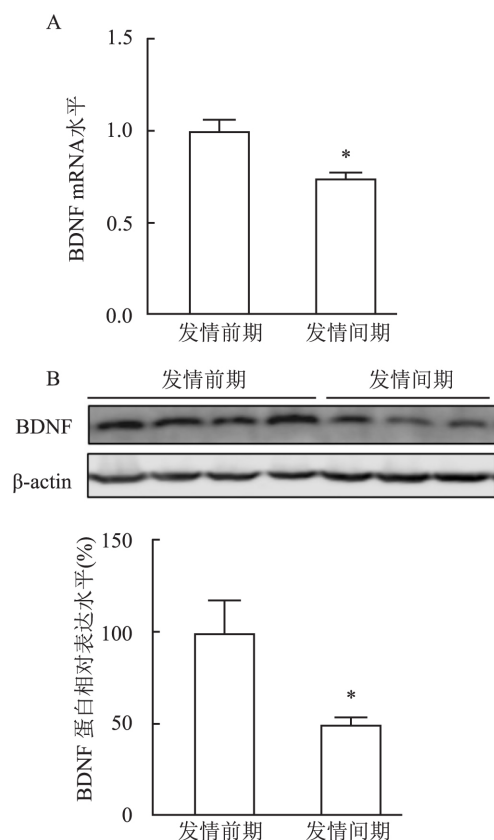 A
BDNF mRNA水平
1.5
1.0
0.5
0.0
*
发情前期 发情间期
B
发情前期 发情间期
BDNF
β-actin
BDNF 蛋白相对表达水平(%)
150
100
50
0
*
发情前期 发情间期